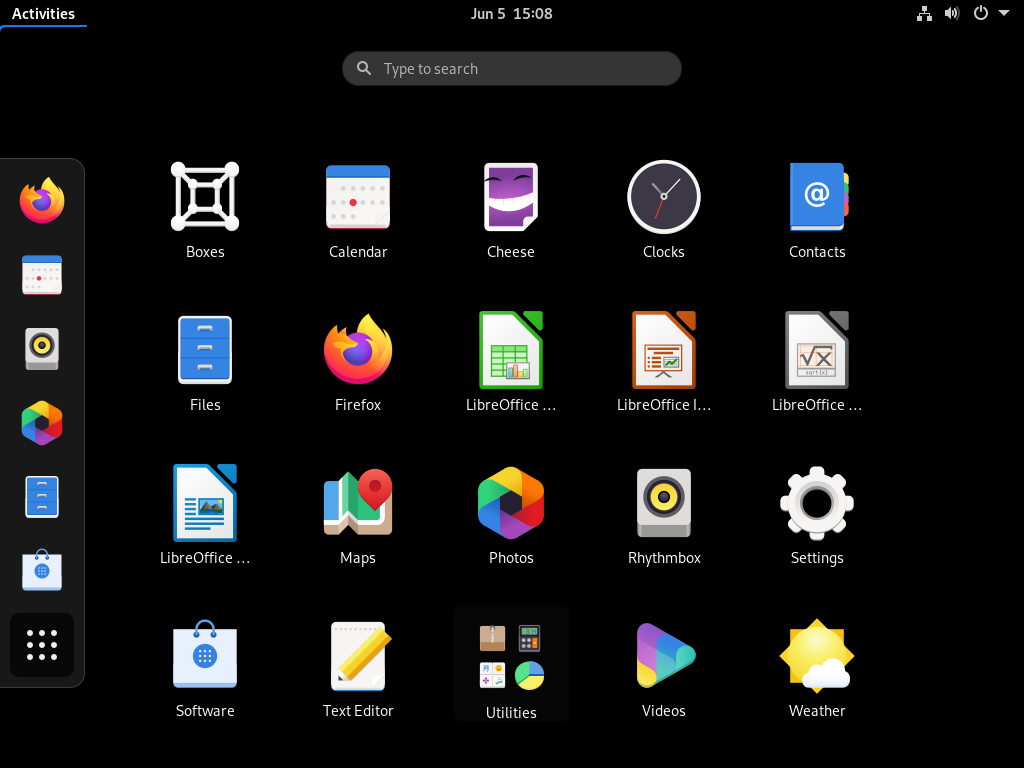 Activities
Jun 5 15:08
Type to search
Boxes
Calendar
Cheese
Clocks
Contacts
@
Files
Firefox
LibreOffice ...
LibreOffice I...
√x
sqrt(x)
LibreOffice ...
LibreOffice ...
Maps
Photos
Rhythmbox
Settings
Software
Text Editor
Utilities
Videos
Weather